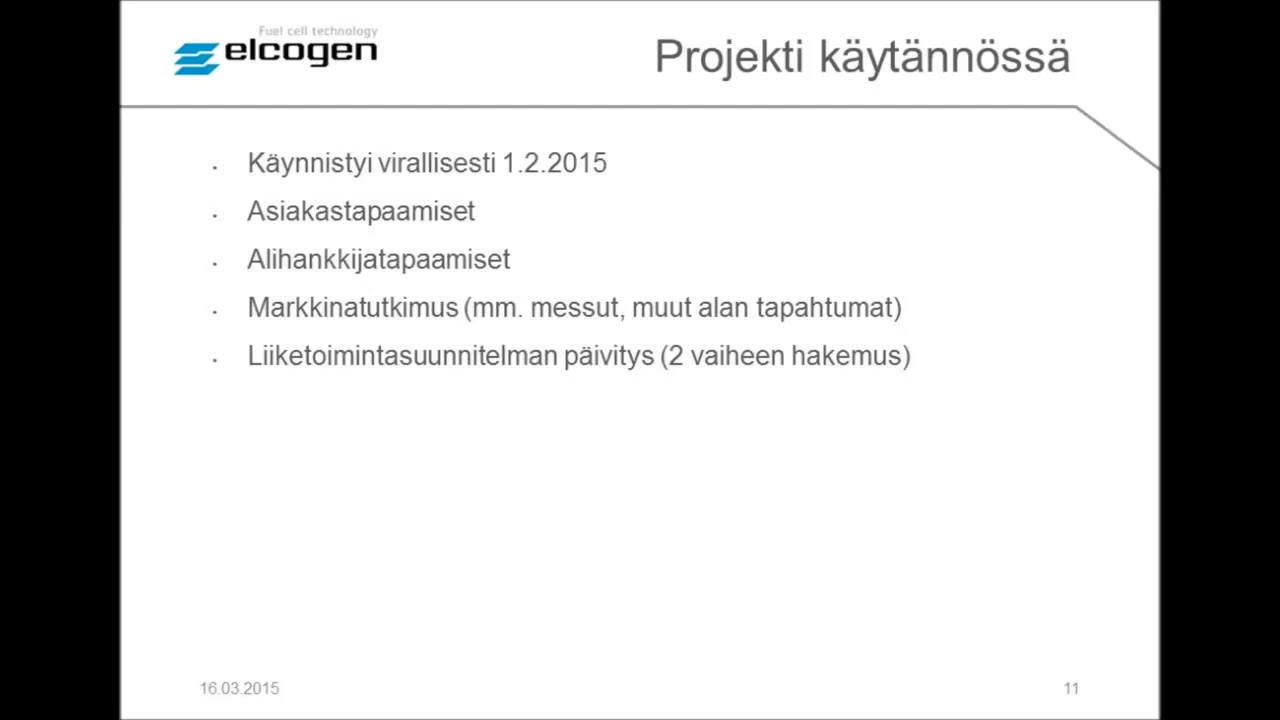 Fuel cell technology
elcogen
Projekti käytännössä
Käynnistyi virallisesti 1.2.2015
Asiakastapaamiset
Alihankkijatapaamiset
Markkinatutkimus (mm. messut, muut alan tapahtumat)
Liiketoimintasuunnitelman päivitys (2 vaiheen hakemus)
16.03.2015
11